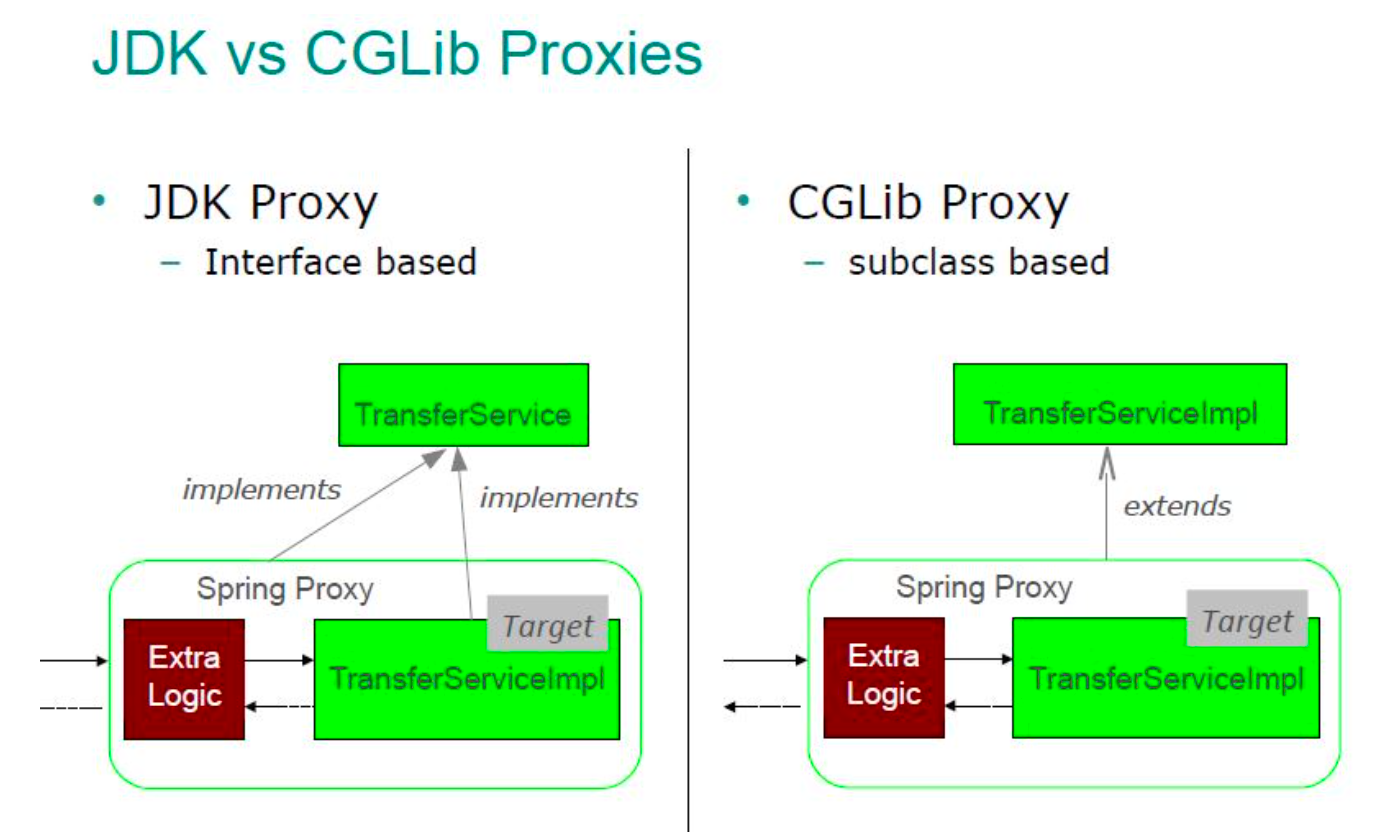 JDK vs CGLib Proxies
• JDK Proxy
– Interface based
TransferService
implements
implements
Spring Proxy
Target
Extra
Logic
TransferServiceImpl
• CGLib Proxy
– subclass based
TransferServiceImpl
extends
Spring Proxy
Target
Extra
Logic
TransferServiceImpl